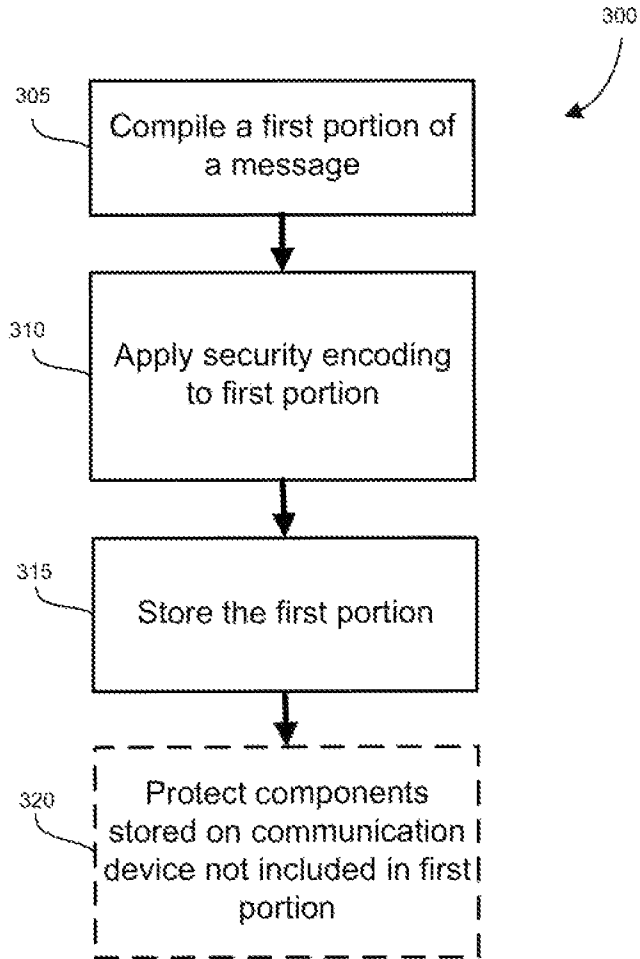 300
305
Compile a first portion of
a message
310
Apply security encoding
to first portion
315
Store the first portion
320
Protect components
stored on communication
device not included in first
portion